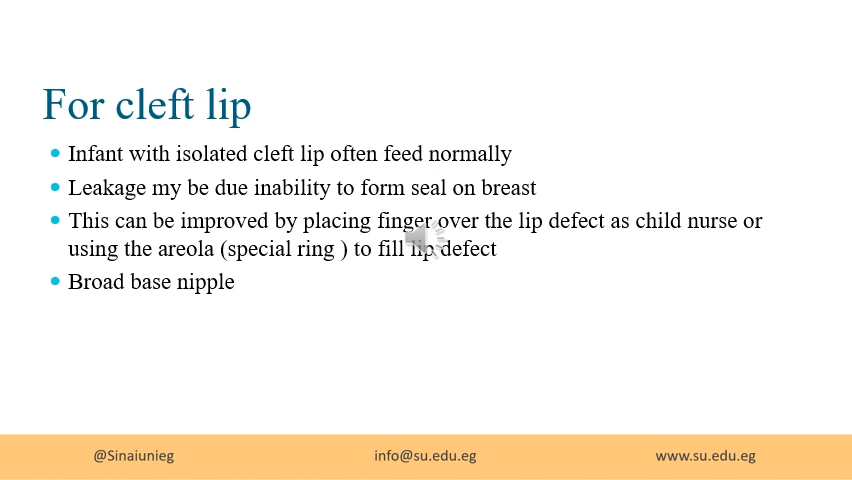 For cleft lip
Infant with isolated cleft lip often feed normally
Leakage my be due inability to form seal on breast
This can be improved by placing finger over the lip defect as child nurse or
using the areola (special ring ) to fill lip defect
Broad base nipple
@Sinaiunieg
info@su.edu.eg
www.su.edu.eg